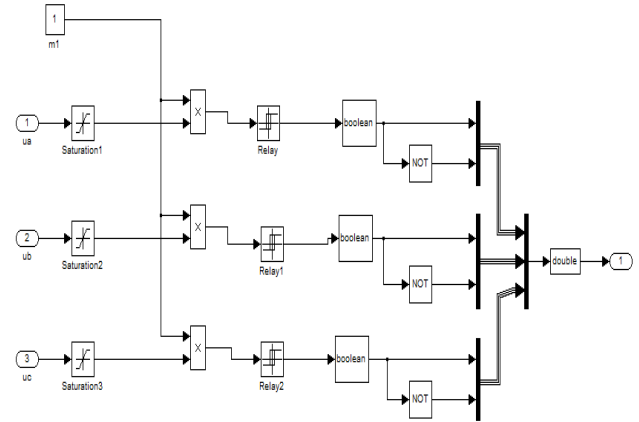 1
m1
1
ua
Saturation1
X
Relay
boolean
NOT
2
ub
Saturation2
X
Relay1
boolean
NOT
double
1
3
uc
Saturation3
X
Relay2
boolean
NOT